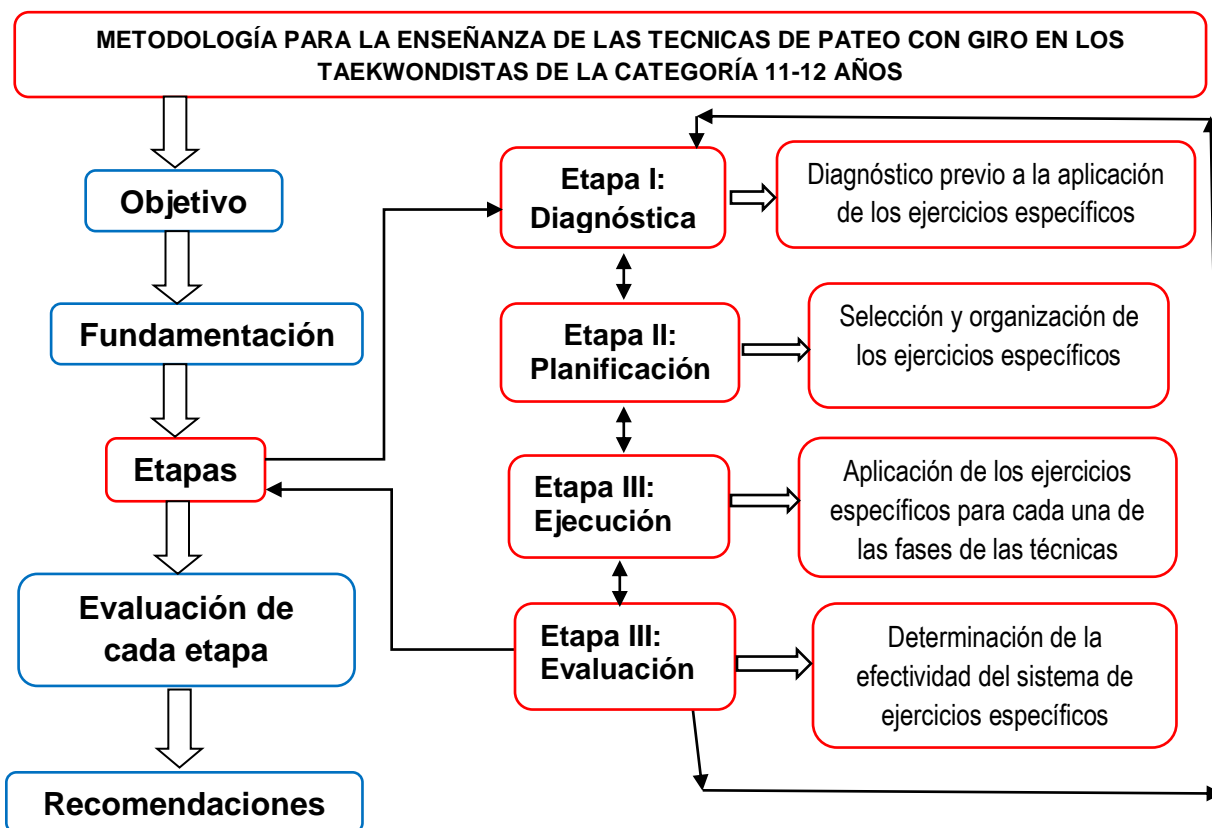 METODOLOGÍA PARA LA ENSEÑANZA DE LAS TECNICAS DE PATEO CON GIRO EN LOS
TAEKWONDISTAS DE LA CATEGORÍA 11-12 AÑOS
Objetivo
Fundamentación
Etapas
Evaluación de
cada etapa
Recomendaciones
Etapa I:
Diagnóstica
Diagnóstico previo a la aplicación
de los ejercicios específicos
Etapa II:
Planificación
Selección y organización de
los ejercicios específicos
Etapa III:
Ejecución
Aplicación de los ejercicios
específicos para cada una de
las fases de las técnicas
Etapa III:
Evaluación
Determinación de la
efectividad del sistema de
ejercicios específicos